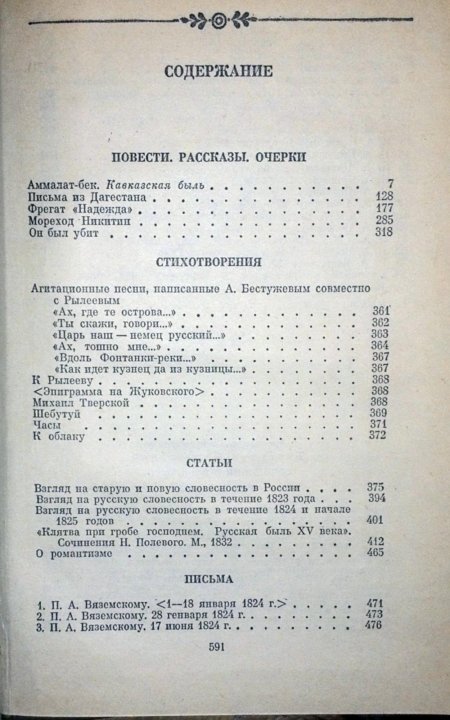 СОДЕРЖАНИЕ
ПОВЕСТИ. РАССКАЗЫ. ОЧЕРКИ
Аммалат-бек. Кавказская быль . . . . . . . . . . . 7
Письма из Дагестана . . . . . . . . . . . . . . 128
Фрегат «Надежда» . . . . . . . . . . . . . . . 177
Мореход Никитин . . . . . . . . . . . . . . . 285
Он был убит . . . . . . . . . . . . . . . . . 318
СТИХОТВОРЕНИЯ
Агитационные песни, написанные А. Бестужевым совместно
с Рылеевым
«Ах, где те острова...» . . . . . . . . . . . . . 361
«Ты скажи, говори...» . . . . . . . . . . . . . 362
«Царь наш — немец русский...» . . . . . . . . . . 363
«Ах, тошно мне...» . . . . . . . . . . . . . . 364
«Вдоль Фонтанки-реки...» . . . . . . . . . . . . 367
«Как идет кузнец да из кузницы...» . . . . . . . . 367
К Рылееву . . . . . . . . . . . . . . . . . . 368
<Эпиграмма на Жуковского> . . . . . . . . . . . 368
Михаил Тверской . . . . . . . . . . . . . . . 368
Шебутуй . . . . . . . . . . . . . . . . . . . 369
Часы . . . . . . . . . . . . . . . . . . . . 371
К облаку . . . . . . . . . . . . . . . . . . 372
СТАТЬИ
Взгляд на старую и новую словесность в России . . . . 375
Взгляд на русскую словесность в течение 1823 года . . . 394
Взгляд на русскую словесность в течение 1824 и начале
1825 годов . . . . . . . . . . . . . . . . . 401
«Клятва при гробе господнем. Русская быль XV века».
Сочинения Н. Полевого. М., 1832 . . . . . . . . . 412
О романтизме . . . . . . . . . . . . . . . . 465
ПИСЬМА
1. П. А. Вяземскому. <1—18 января 1824 г.> . . . . . 471
2. П. А. Вяземскому. 28 генваря 1824 г. . . . . . . . 473
3. П. А. Вяземскому. 17 июня 1824 г. . . . . . . . . 476
591